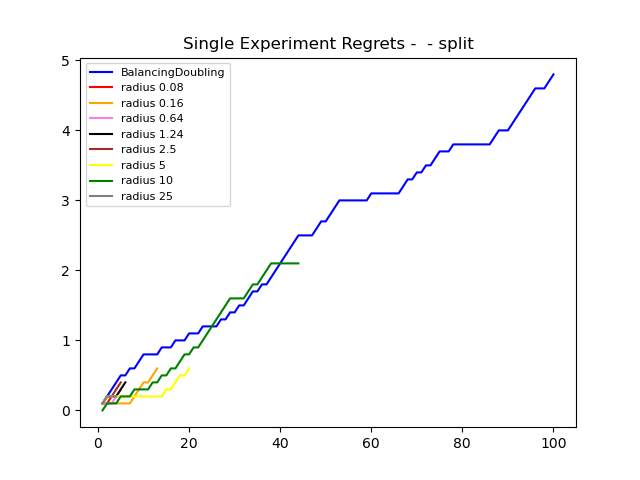 Single Experiment Regrets -  - split
5
4
3
2
1
0
BalancingDoubling
radius 0.08
radius 0.16
radius 0.64
radius 1.24
radius 2.5
radius 5
radius 10
radius 25
0 20 40 60 80 100